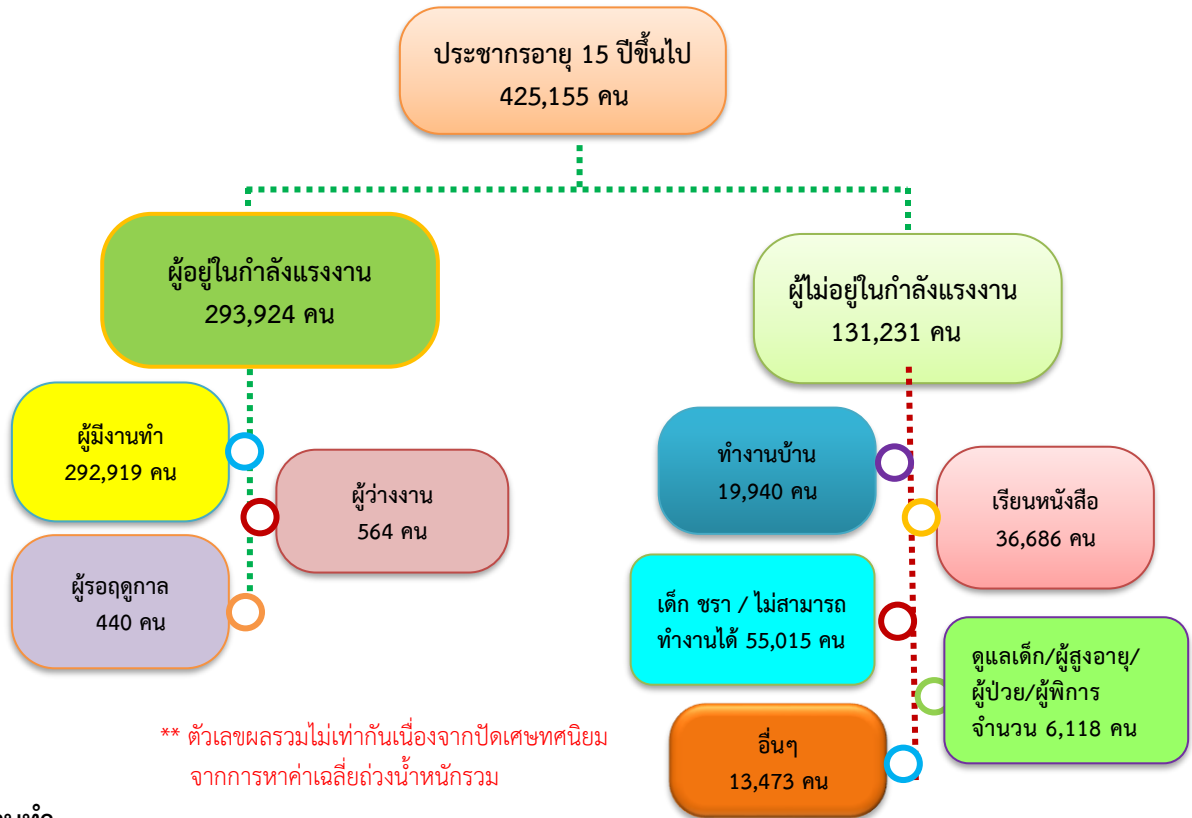 ประชากรอายุ 15 ปีขึ้นไป
425,155 คน
ผู้อยู่ในกำลังแรงงาน
293,924 คน
ผู้ไม่อยู่ในกำลังแรงงาน
131,231 คน
ผู้มีงานทำ
292,919 คน
ผู้ว่างงาน
564 คน
ผู้รอฤดูกาล
440 คน
ทำงานบ้าน
19,940 คน
เรียนหนังสือ
36,686 คน
เด็ก ชรา / ไม่สามารถ
ทำงานได้ 55,015 คน
ดูแลเด็ก/ผู้สูงอายุ/
ผู้ป่วย/ผู้พิการ
จำนวน 6,118 คน
อื่นๆ
13,473 คน
** ตัวเลขผลรวมไม่เท่ากันเนื่องจากปัดเศษทศนิยม
จากการหาค่าเฉลี่ยถ่วงน้ำหนักรวม